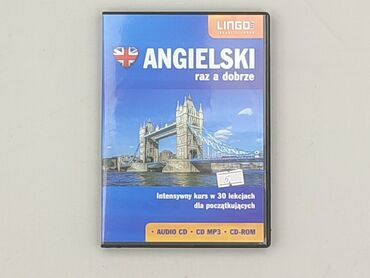 LINGO
ANGIELSKI
raz a dobrze
Intensywny kurs w 30 lekcjach
dla początkujących
• AUDIO CD • CD MP3 • CD-ROM